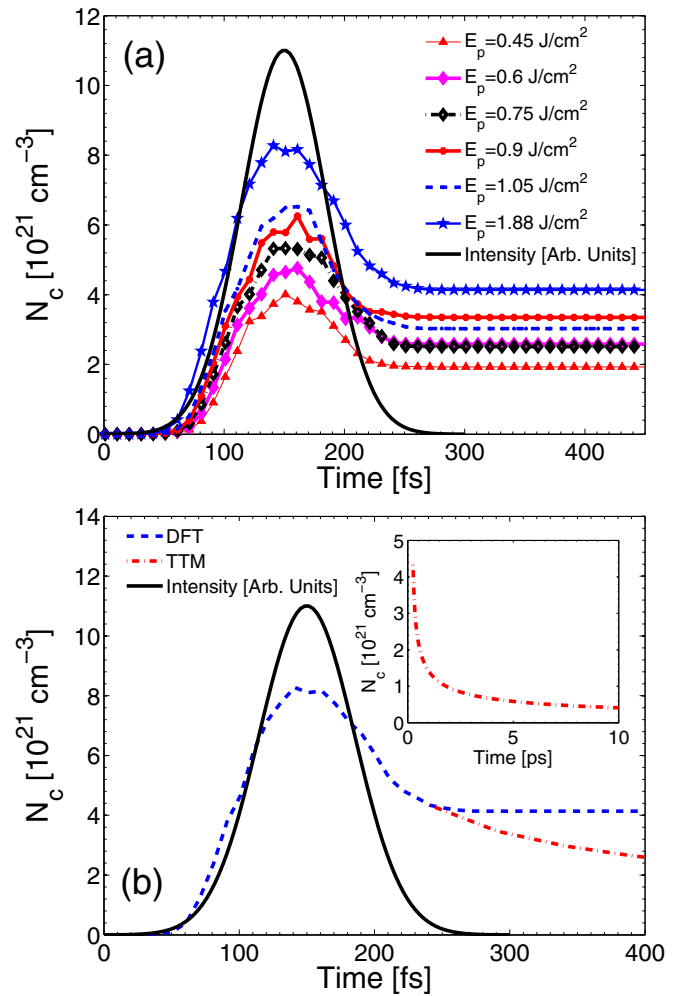 (a)
N_c [10^21 cm^-3]
12
10
8
6
4
2
0
E_p=0.45 J/cm^2
E_p=0.6 J/cm^2
E_p=0.75 J/cm^2
E_p=0.9 J/cm^2
E_p=1.05 J/cm^2
E_p=1.88 J/cm^2
Intensity [Arb. Units]
0 100 200 300 400
Time [fs]
(b)
N_c [10^21 cm^-3]
14
12
10
8
6
4
2
0
DFT
TTM
Intensity [Arb. Units]
N_c [10^21 cm^-3]
5
4
3
2
1
0
0 5 10
Time [ps]
0 100 200 300 400
Time [fs]